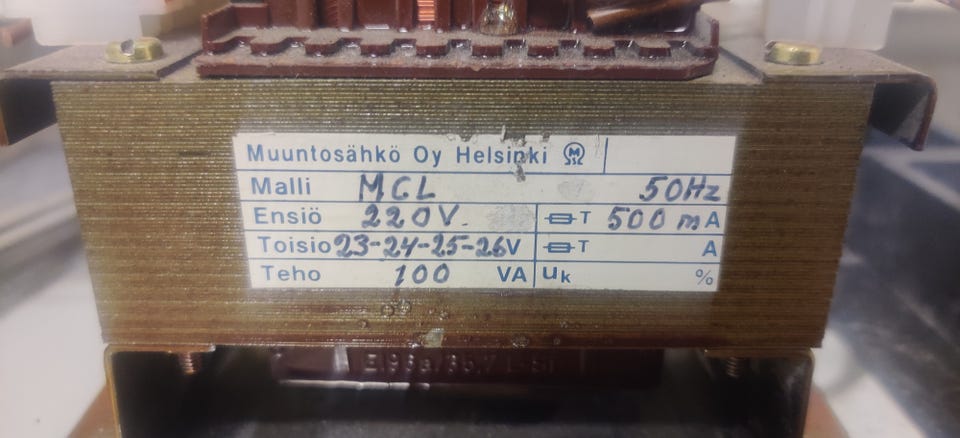 Muuntosähkö Oy Helsinki
Malli MCL 50Hz
Ensiö 220V. T 500 mA
Toisio 23-24-25-26V T A
Teho 100 VA uk %